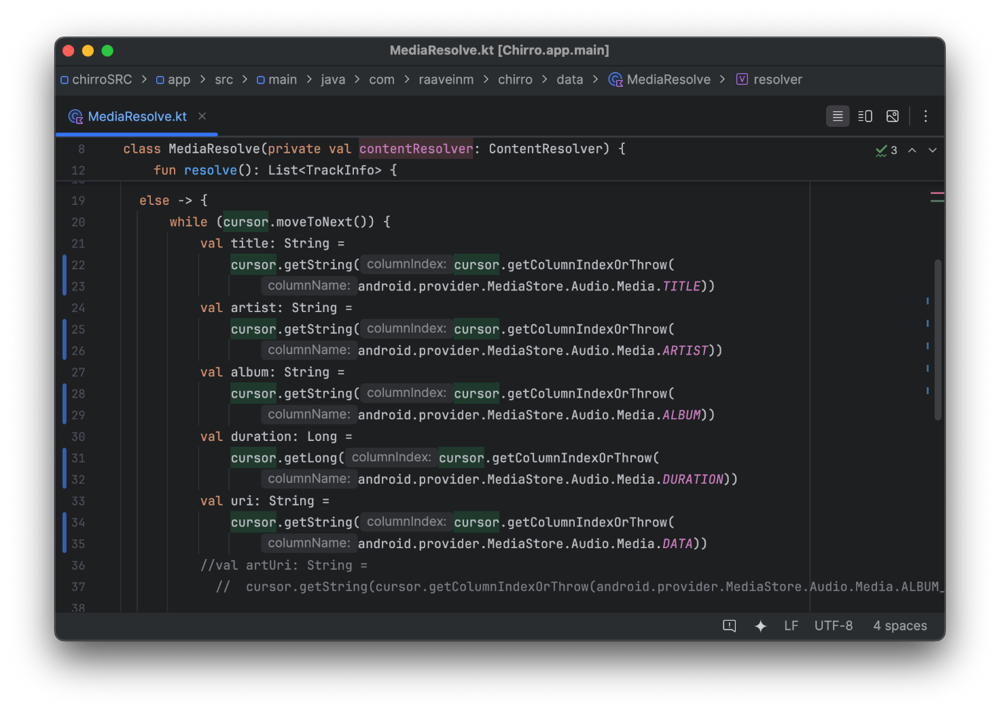 MediaResolve.kt [Chirro.app.main]
chirroSRC > app > src > main > java > com > raaveinm > chirro > data > MediaResolve > resolver
MediaResolve.kt
8 class MediaResolve(private val contentResolver: ContentResolver) { 3
12 fun resolve(): List<TrackInfo> {
19 else -> {
20 while (cursor.moveToNext()) {
21 val title: String =
22 cursor.getString( columnIndex: cursor.getColumnIndexOrThrow(
23 columnName: android.provider.MediaStore.Audio.Media.TITLE))
24 val artist: String =
25 cursor.getString( columnIndex: cursor.getColumnIndexOrThrow(
26 columnName: android.provider.MediaStore.Audio.Media.ARTIST))
27 val album: String =
28 cursor.getString( columnIndex: cursor.getColumnIndexOrThrow(
29 columnName: android.provider.MediaStore.Audio.Media.ALBUM))
30 val duration: Long =
31 cursor.getLong( columnIndex: cursor.getColumnIndexOrThrow(
32 columnName: android.provider.MediaStore.Audio.Media.DURATION))
33 val uri: String =
34 cursor.getString( columnIndex: cursor.getColumnIndexOrThrow(
35 columnName: android.provider.MediaStore.Audio.Media.DATA))
36 //val artUri: String =
37 // cursor.getString(cursor.getColumnIndexOrThrow(android.provider.MediaStore.Audio.Media.ALBUM_
38
LF UTF-8 4 spaces